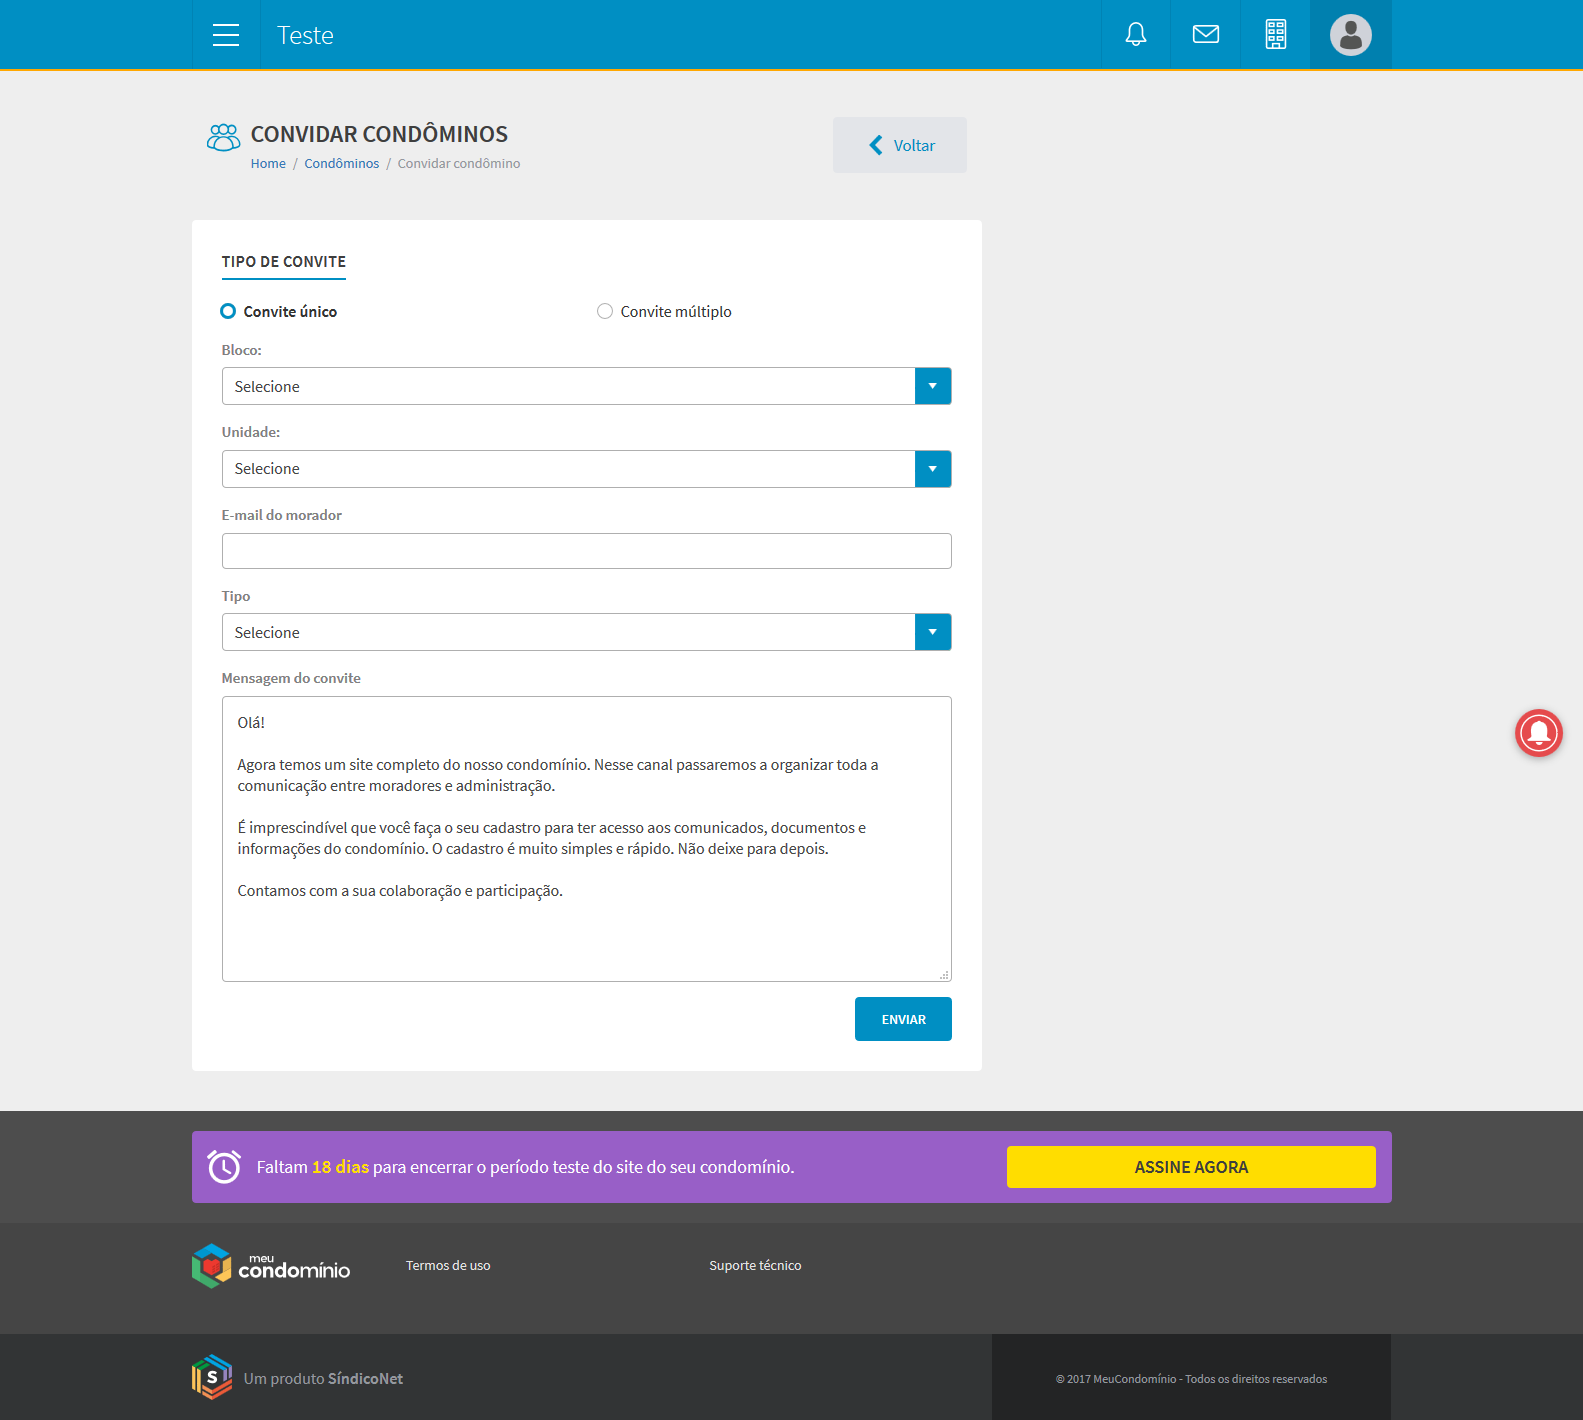 Teste
CONVIDAR CONDÔMINOS
Home / Condôminos / Convidar condômino
Voltar
TIPO DE CONVITE
Convite único
Convite múltiplo
Bloco:
Selecione
Unidade:
Selecione
E-mail do morador
Tipo
Selecione
Mensagem do convite
Olá!
Agora temos um site completo do nosso condomínio. Nesse canal passaremos a organizar toda a
comunicação entre moradores e administração.
É imprescindível que você faça o seu cadastro para ter acesso aos comunicados, documentos e
informações do condomínio. O cadastro é muito simples e rápido. Não deixe para depois.
Contamos com a sua colaboração e participação.
ENVIAR
Faltam 18 dias para encerrar o período teste do site do seu condomínio.
ASSINE AGORA
meu
condomínio
Termos de uso
Suporte técnico
S
Um produto SíndicoNet
© 2017 MeuCondomínio - Todos os direitos reservados